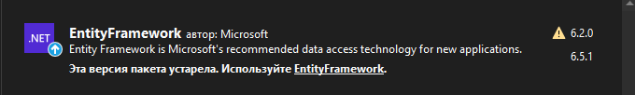 .NET
EntityFramework автор: Microsoft
6.2.0
Entity Framework is Microsoft's recommended data access technology for new applications.
6.5.1
Эта версия пакета устарела. Используйте EntityFramework.